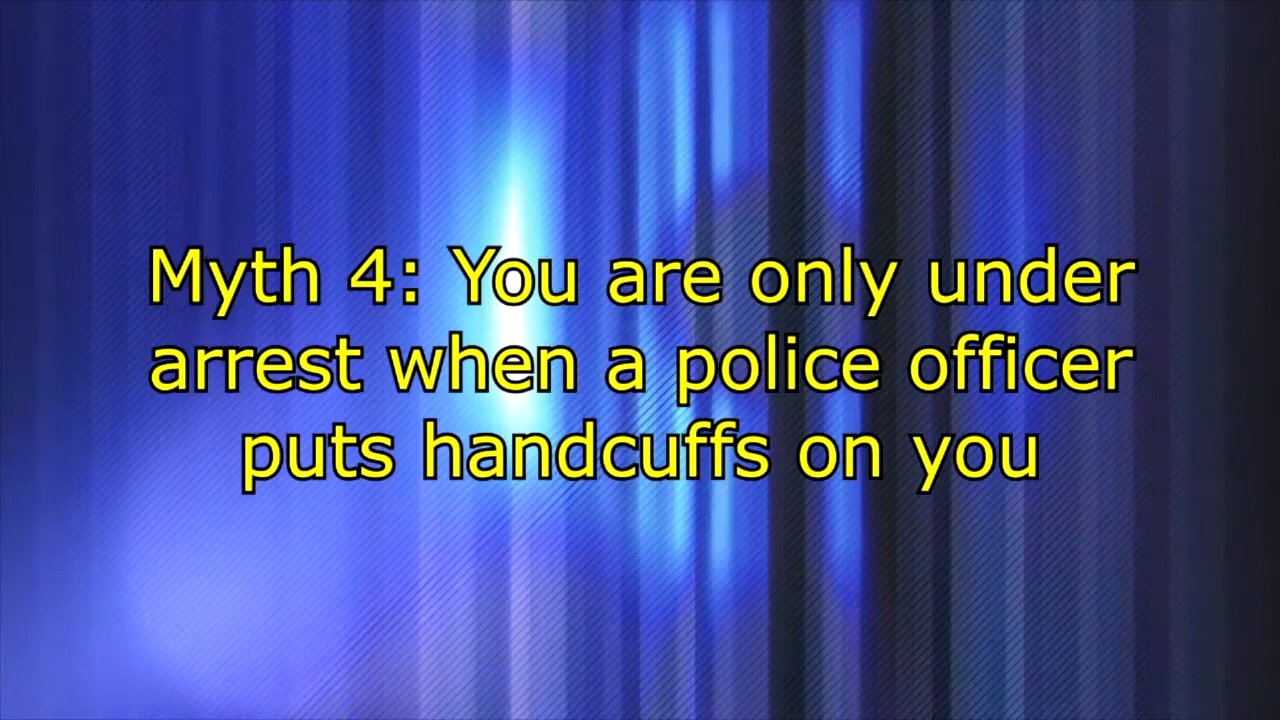 Myth 4: You are only under
arrest when a police officer
puts handcuffs on you